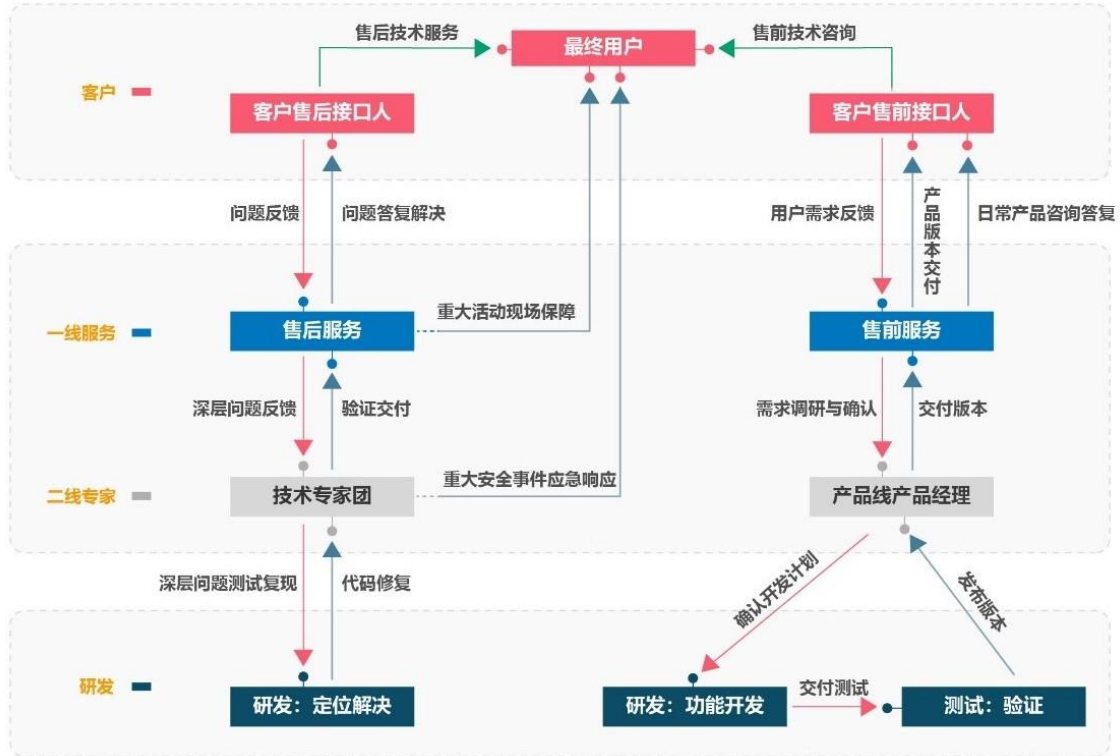 售后技术服务
最终用户
售前技术咨询
客户
客户售后接口人
客户售前接口人
问题反馈
问题答复解决
用户需求反馈
产品版本交付
日常产品咨询答复
一线服务
售后服务
重大活动现场保障
售前服务
深层问题反馈
验证交付
需求调研与确认
交付版本
二线专家
技术专家团
重大安全事件应急响应
产品线产品经理
深层问题测试复现
代码修复
确认开发计划
发布版本
研发
研发：定位解决
研发：功能开发
交付测试
测试：验证